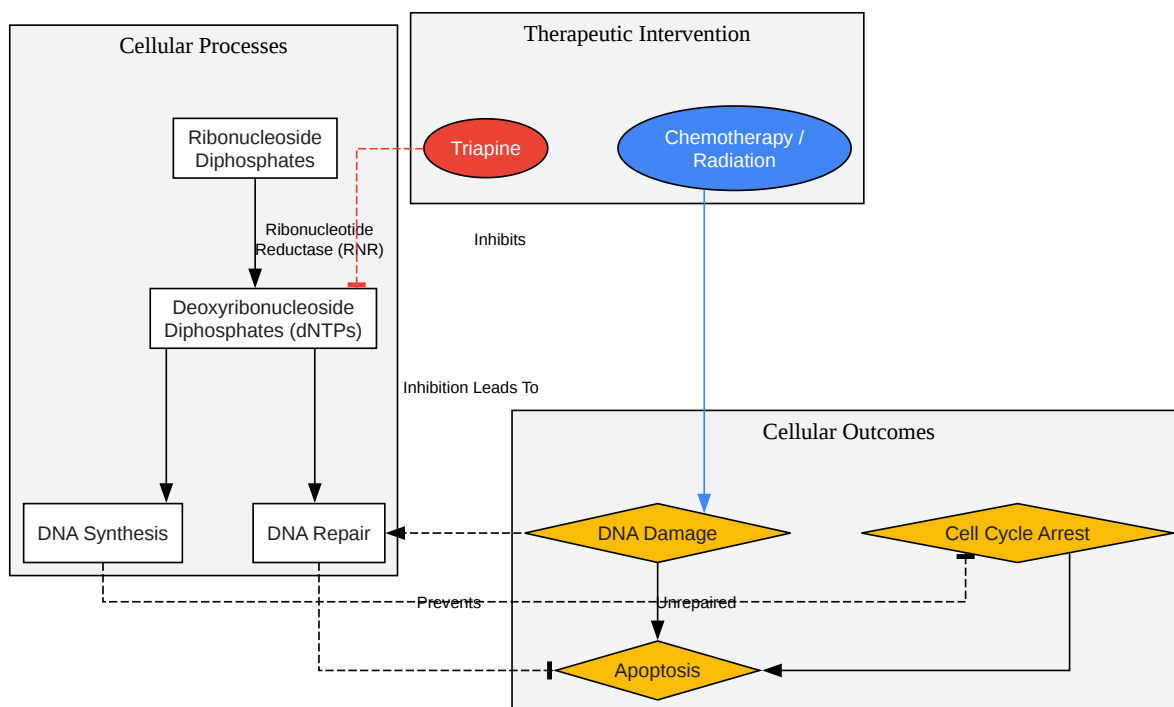 Cellular Processes
Therapeutic Intervention
Ribonucleoside
Diphosphates
Triapine
Chemotherapy /
Radiation
Ribonucleotide
Reductase (RNR)
Inhibits
Deoxyribonucleoside
Diphosphates (dNTPs)
Inhibition Leads To
Cellular Outcomes
DNA Synthesis
DNA Repair
DNA Damage
Cell Cycle Arrest
Prevents
Unrepaired
Apoptosis